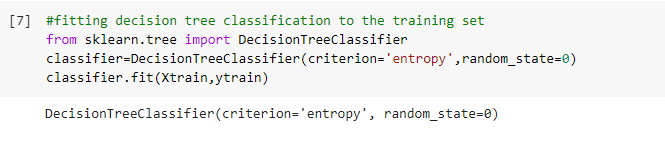 [7] #fitting decision tree classification to the training set
from sklearn.tree import DecisionTreeClassifier
classifier=DecisionTreeClassifier(criterion='entropy',random_state=0)
classifier.fit(Xtrain,ytrain)
DecisionTreeClassifier(criterion='entropy', random_state=0)